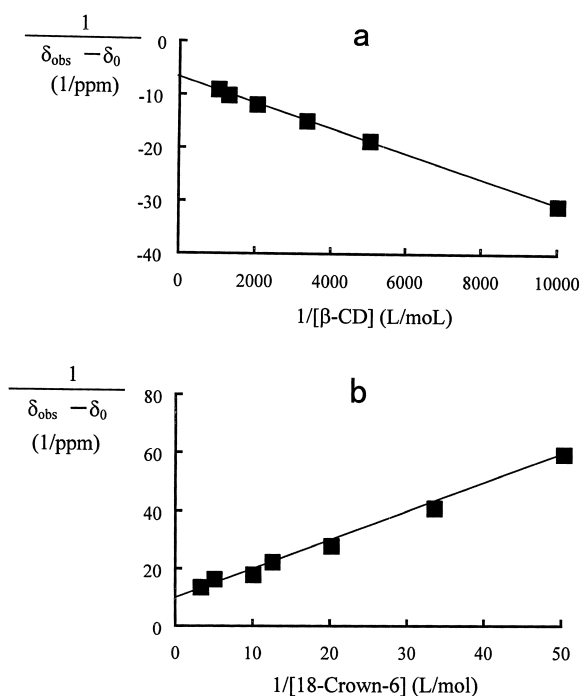 a
1
δobs −δ0
(1/ppm)
0
-10
-20
-30
-40
0 2000 4000 6000 8000 10000
1/[β-CD] (L/moL)
b
1
δobs −δ0
(1/ppm)
80
60
40
20
0
0 10 20 30 40 50
1/[18-Crown-6] (L/mol)